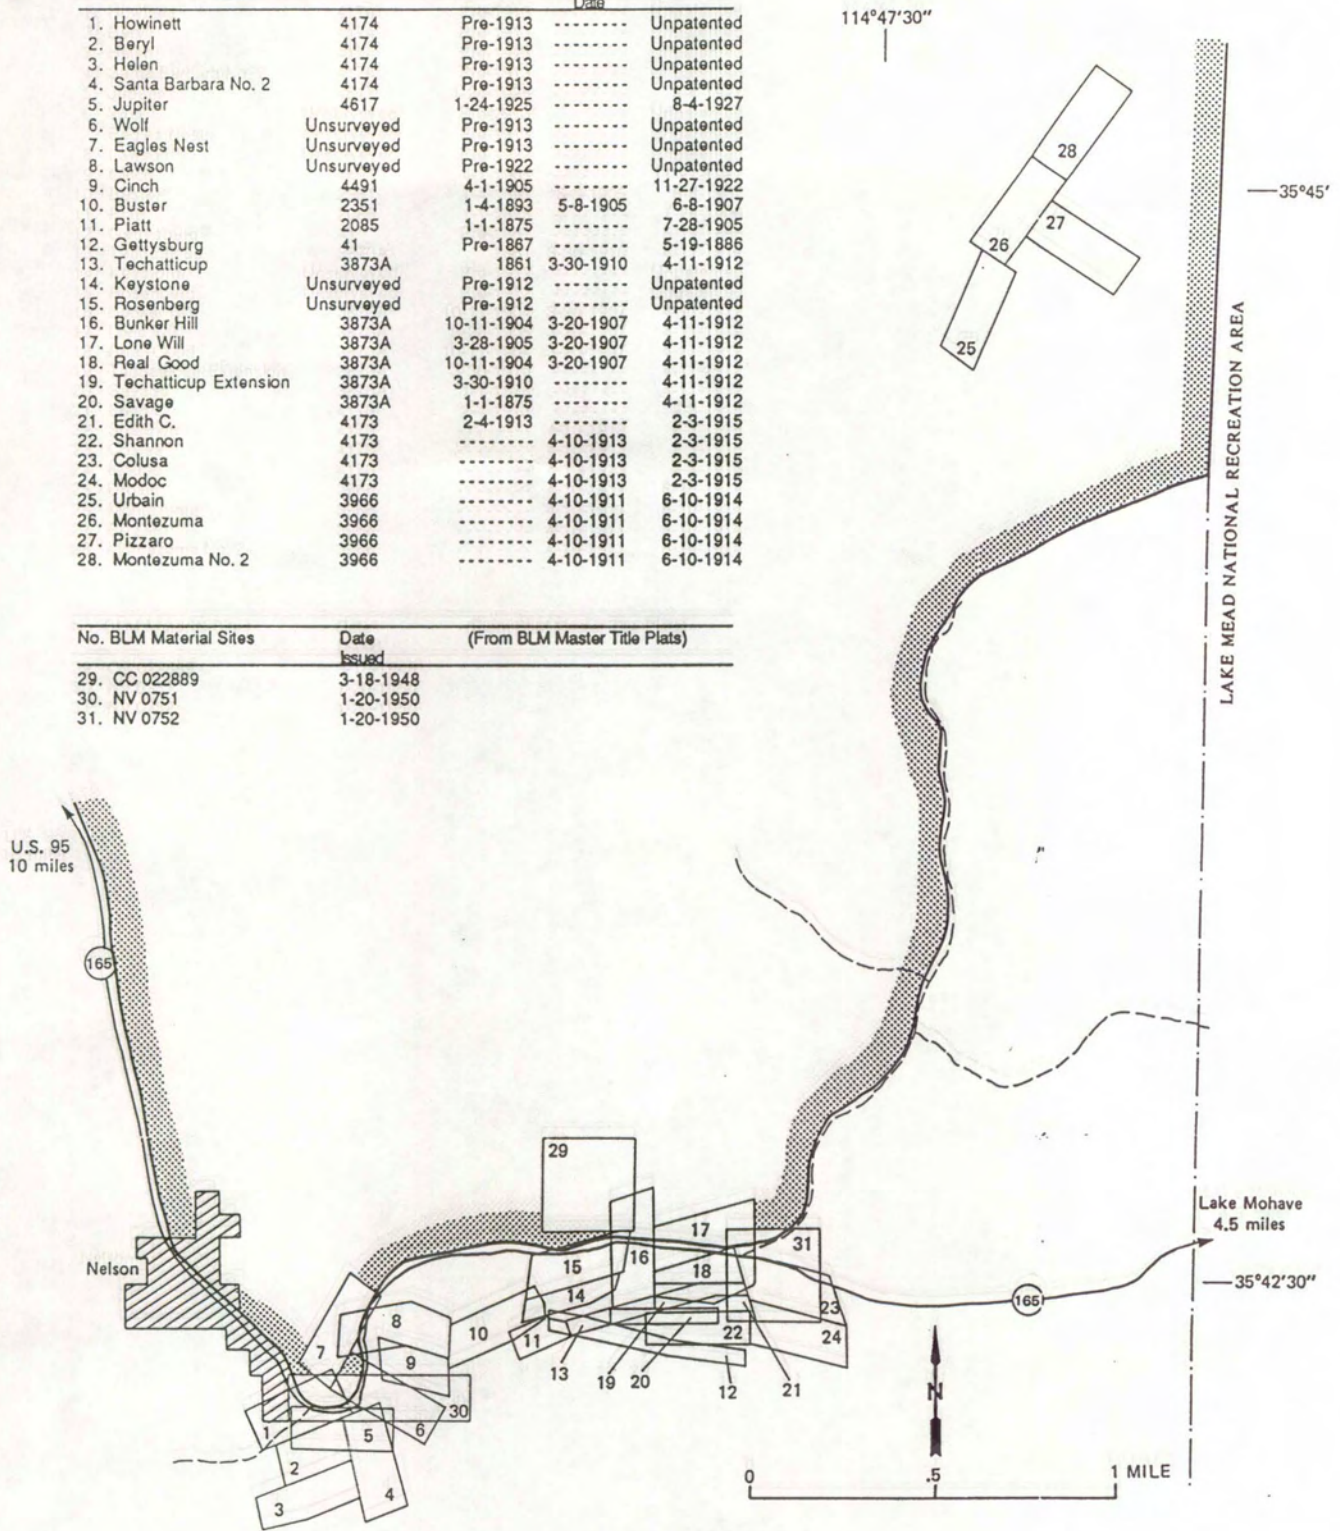 Date
1. Howinett 4174 Pre-1913 -------- Unpatented
2. Beryl 4174 Pre-1913 -------- Unpatented
3. Helen 4174 Pre-1913 -------- Unpatented
4. Santa Barbara No. 2 4174 Pre-1913 -------- Unpatented
5. Jupiter 4617 1-24-1925 -------- 8-4-1927
6. Wolf Unsurveyed Pre-1913 -------- Unpatented
7. Eagles Nest Unsurveyed Pre-1913 -------- Unpatented
8. Lawson Unsurveyed Pre-1922 -------- Unpatented
9. Cinch 4491 4-1-1905 -------- 11-27-1922
10. Buster 2351 1-4-1893 5-8-1905 6-8-1907
11. Piatt 2085 1-1-1875 -------- 7-28-1905
12. Gettysburg 41 Pre-1867 -------- 5-19-1886
13. Techatticup 3873A 1861 3-30-1910 4-11-1912
14. Keystone Unsurveyed Pre-1912 -------- Unpatented
15. Rosenberg Unsurveyed Pre-1912 -------- Unpatented
16. Bunker Hill 3873A 10-11-1904 3-20-1907 4-11-1912
17. Lone Will 3873A 3-28-1905 3-20-1907 4-11-1912
18. Real Good 3873A 10-11-1904 3-20-1907 4-11-1912
19. Techatticup Extension 3873A 3-30-1910 -------- 4-11-1912
20. Savage 3873A 1-1-1875 -------- 4-11-1912
21. Edith C. 4173 2-4-1913 -------- 2-3-1915
22. Shannon 4173 -------- 4-10-1913 2-3-1915
23. Colusa 4173 -------- 4-10-1913 2-3-1915
24. Modoc 4173 -------- 4-10-1913 2-3-1915
25. Urbain 3966 -------- 4-10-1911 6-10-1914
26. Montezuma 3966 -------- 4-10-1911 6-10-1914
27. Pizzaro 3966 -------- 4-10-1911 6-10-1914
28. Montezuma No. 2 3966 -------- 4-10-1911 6-10-1914
No. BLM Material Sites Date (From BLM Master Title Plats)
Issued
29. CC 022889 3-18-1948
30. NV 0751 1-20-1950
31. NV 0752 1-20-1950
114°47'30"
35°45'
28
27
26
25
LAKE MEAD NATIONAL RECREATION AREA
U.S. 95
10 miles
165
Nelson
29
17
31
16
15
18
14
23
8
10
11
22
24
7
9
13
19
20
12
21
30
1
5
6
2
4
3
Lake Mohave
4.5 miles
35°42'30"
165
N
0 .5 1 MILE